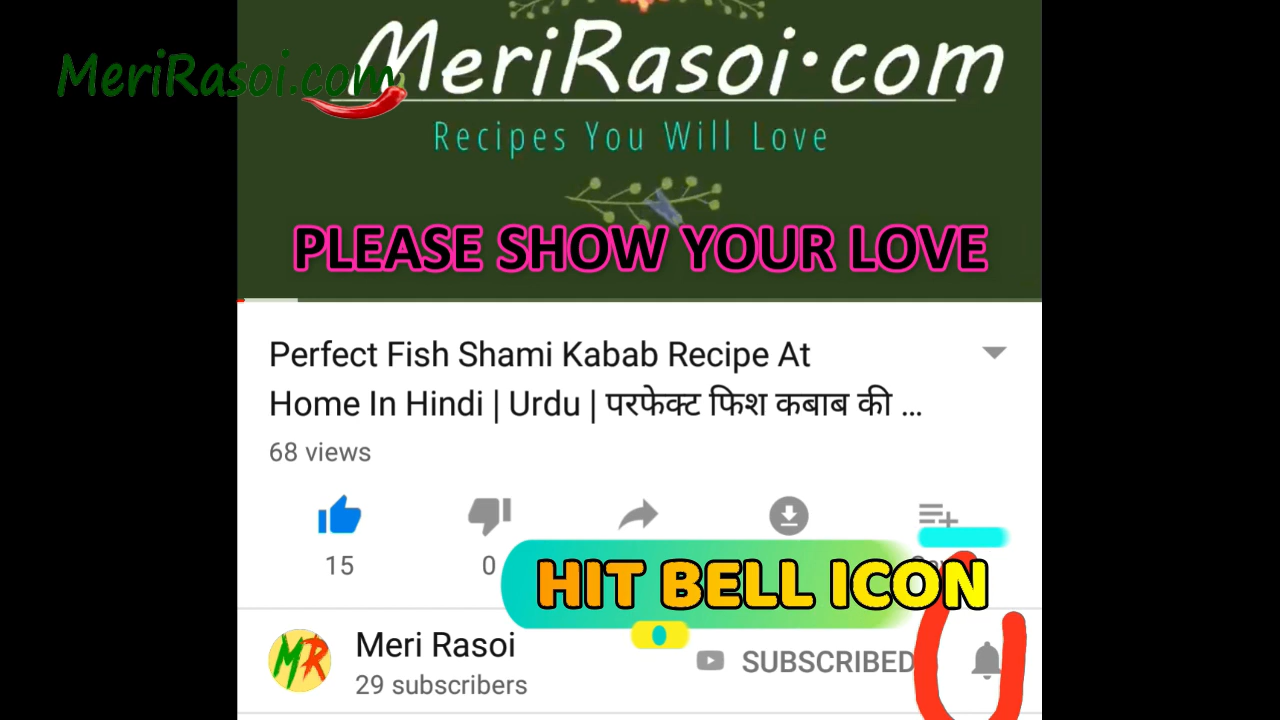 MeriRasoi.com
MeriRasoi.com
Recipes You Will Love
PLEASE SHOW YOUR LOVE
Perfect Fish Shami Kabab Recipe At
Home In Hindi | Urdu | परफेक्ट फिश कबाब की ...
68 views
15
0
HIT BELL ICON
Meri Rasoi
SUBSCRIBED
29 subscribers
MR